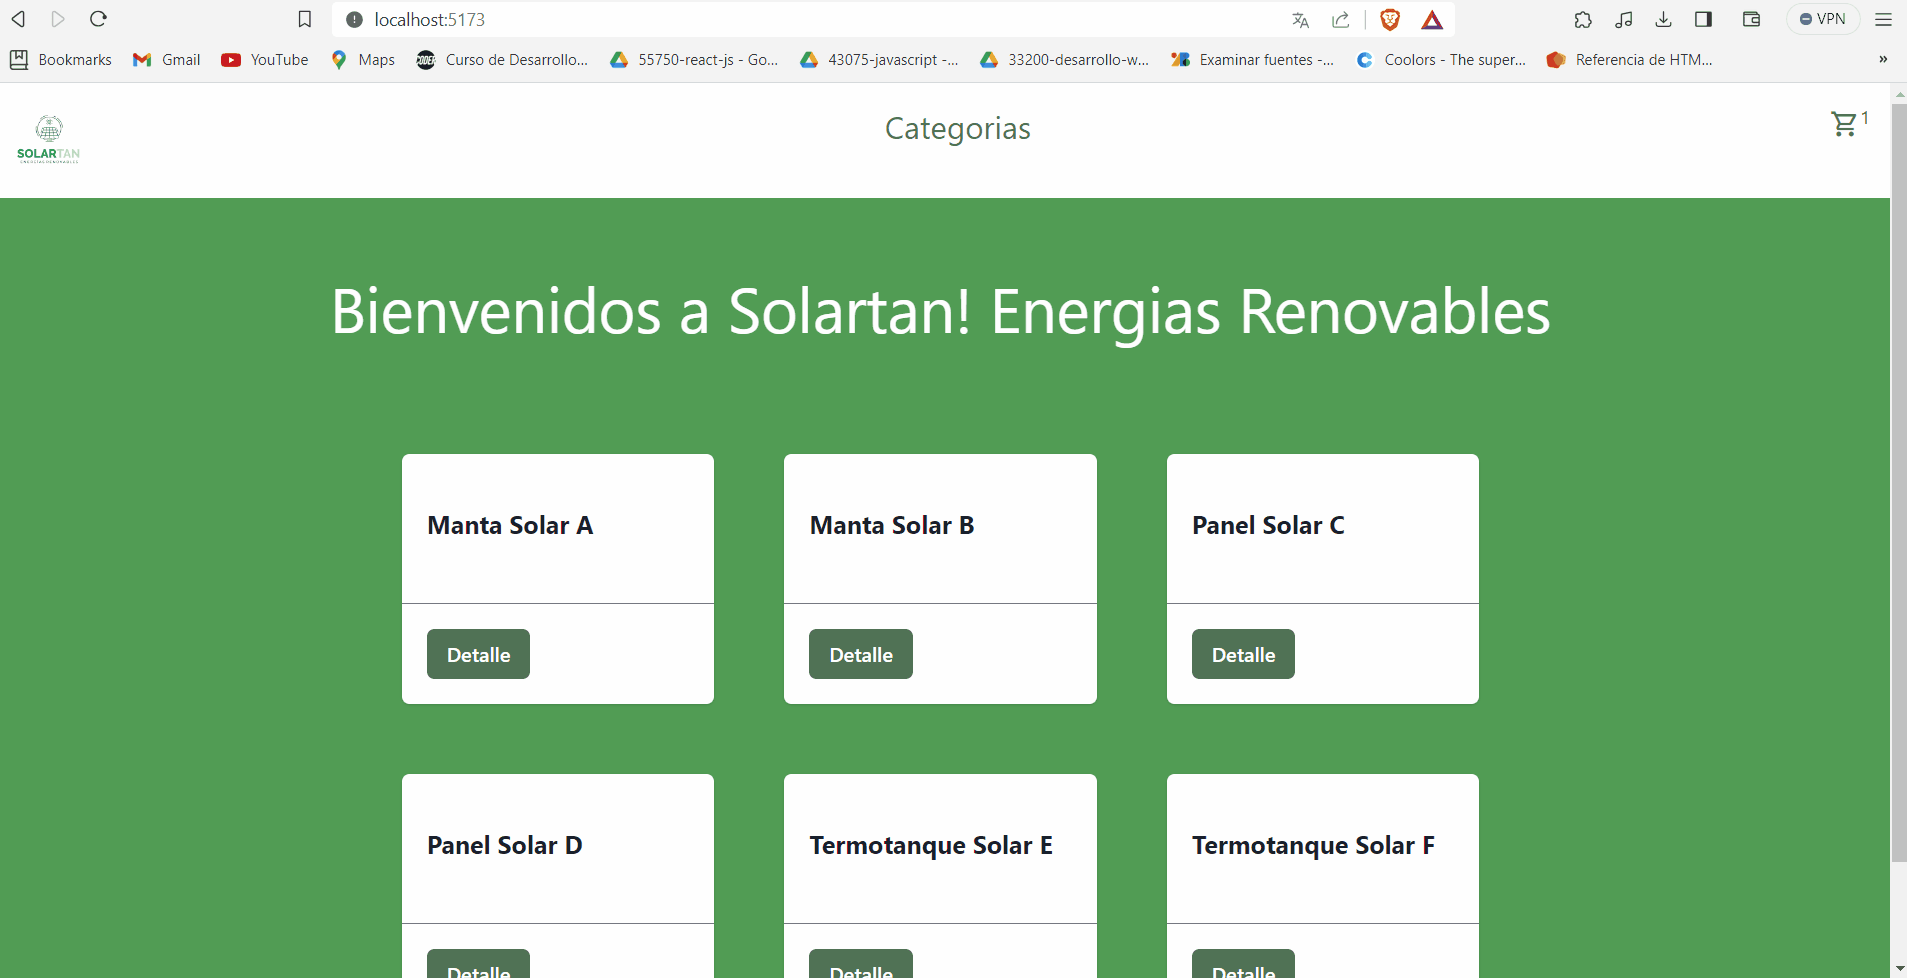 localhost:5173
VPN
Bookmarks Gmail YouTube Maps Curso de Desarrollo... 55750-react-js - Go... 43075-javascript -... 33200-desarrollo-w... Examinar fuentes -... Coolors - The super... Referencia de HTM... »
SOLARTAN
ENERGIAS RENOVABLES
Categorias
1
Bienvenidos a Solartan! Energias Renovables
Manta Solar A
Manta Solar B
Panel Solar C
Detalle
Detalle
Detalle
Panel Solar D
Termotanque Solar E
Termotanque Solar F
Detalle
Detalle
Detalle